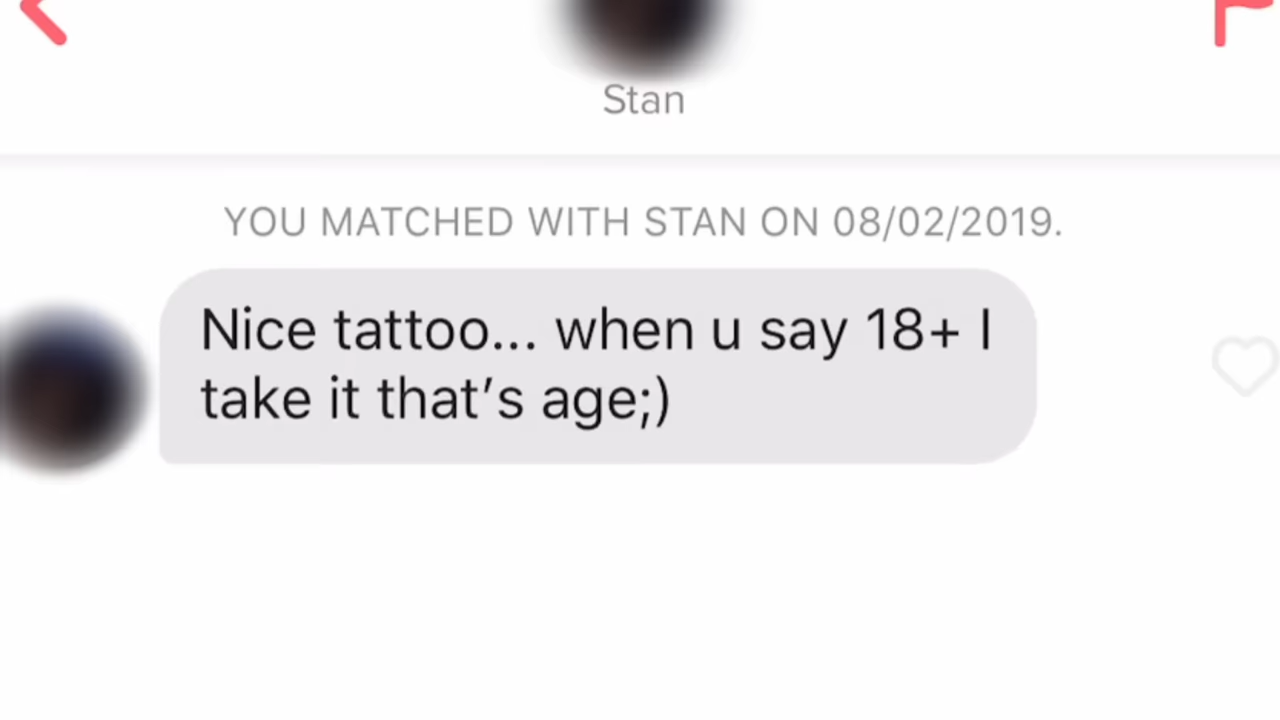 Stan
YOU MATCHED WITH STAN ON 08/02/2019.
Nice tattoo... when u say 18+ I
take it that’s age;)